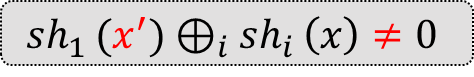 sh₁ (x′) ⊕ᵢ shᵢ (x) ≠ 0